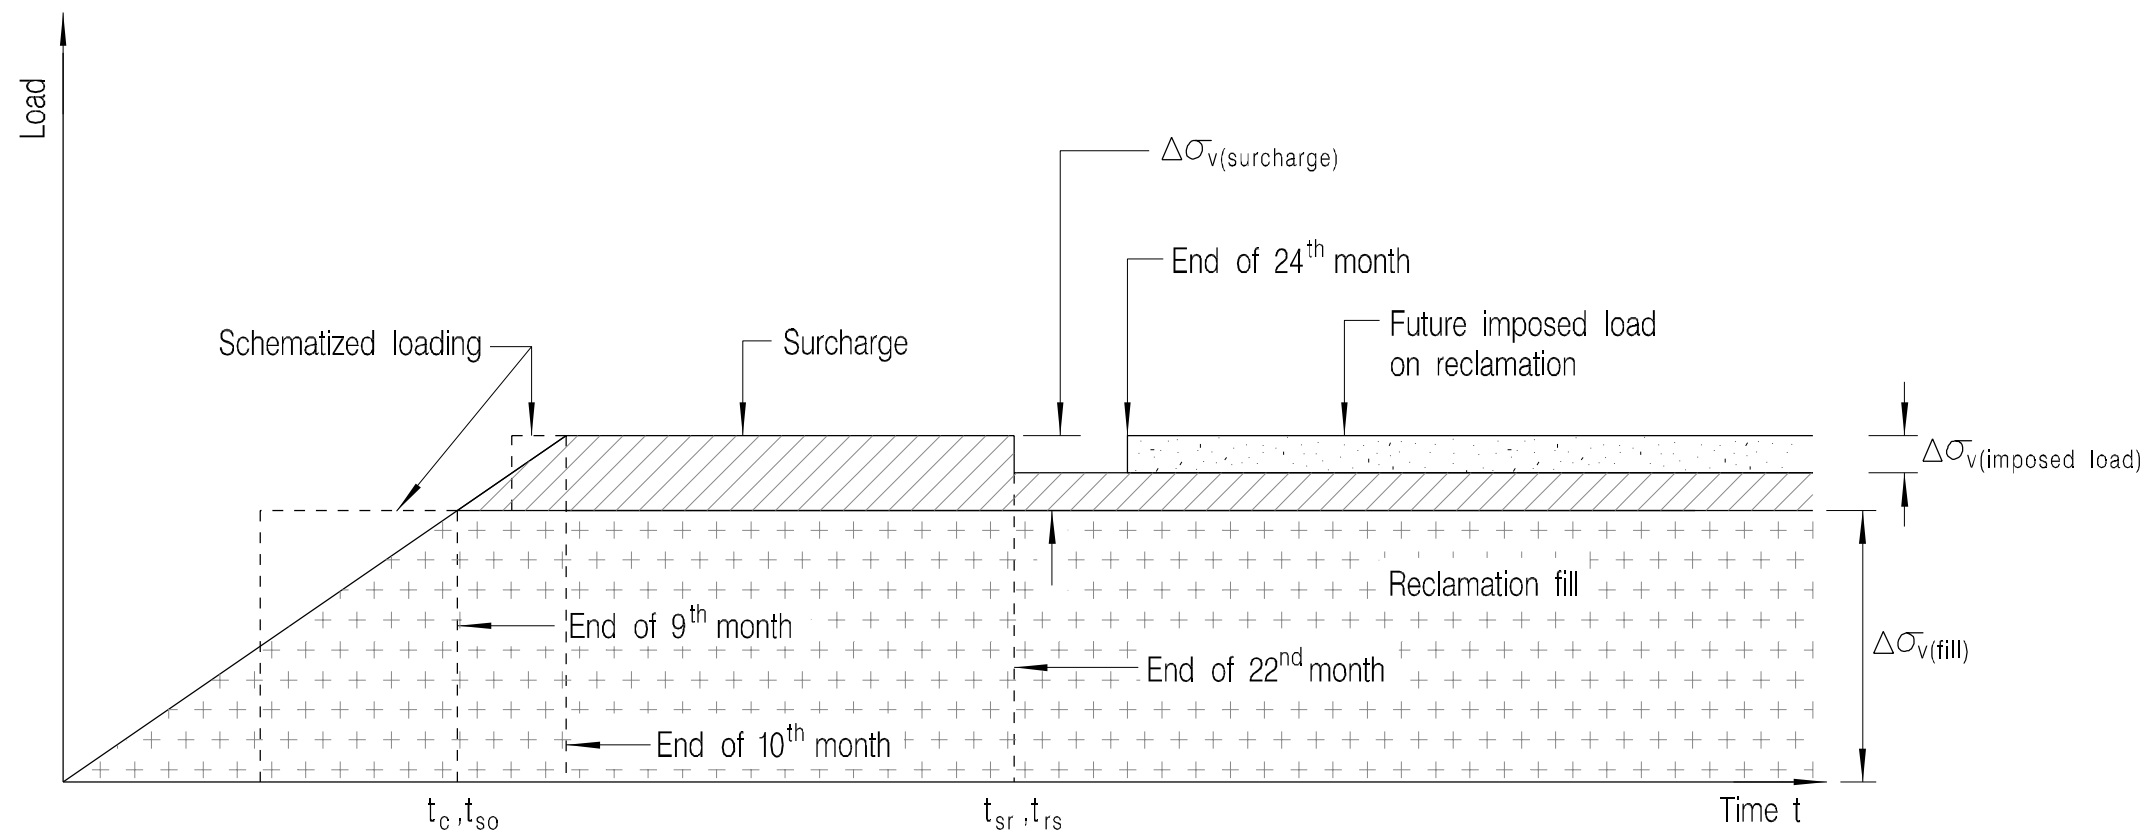 Load
Δσv(surcharge)
End of 24th month
Schematized loading
Surcharge
Future imposed load
on reclamation
Δσv(imposed load)
Reclamation fill
End of 9th month
Δσv(fill)
End of 22nd month
End of 10th month
tc ,tso
tsr ,trs
Time t